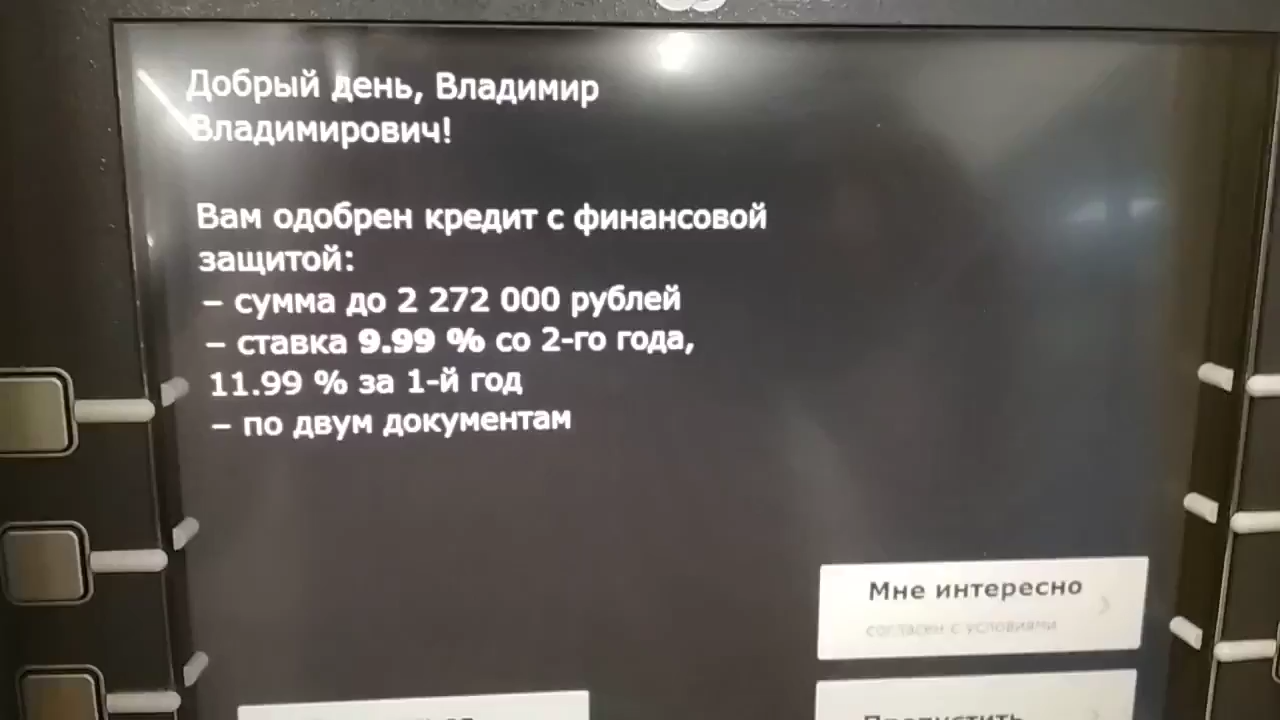 Добрый день, Владимир
Владимирович!
Вам одобрен кредит с финансовой
защитой:
– сумма до 2 272 000 рублей
– ставка 9.99 % со 2-го года,
11.99 % за 1-й год
– по двум документам
Мне интересно
согласен с условиями
Пропустить